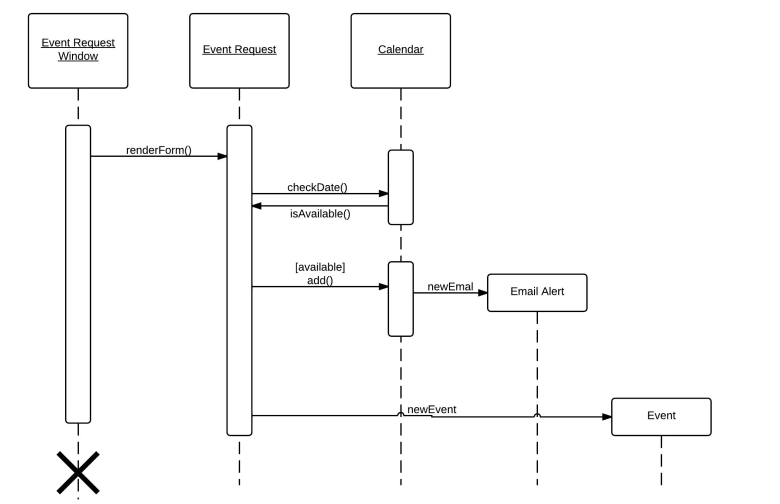 Event Request
Window
Event Request
Calendar
renderForm()
checkDate()
isAvailable()
[available]
add()
newEmal
Email Alert
newEvent
Event